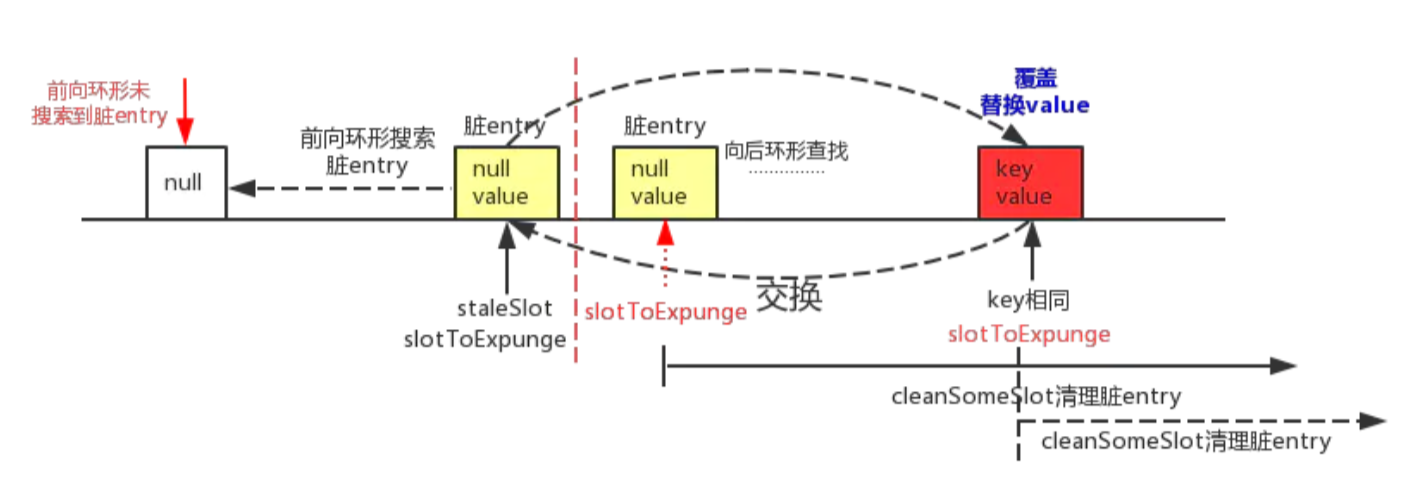 前向环形未
搜索到脏entry
null
前向环形搜索
脏entry
脏entry
null
value
脏entry
null
value
向后环形查找
覆盖
替换value
key
value
staleSlot
slotToExpunge
slotToExpunge
交换
key相同
slotToExpunge
cleanSomeSlot清理脏entry
cleanSomeSlot清理脏entry